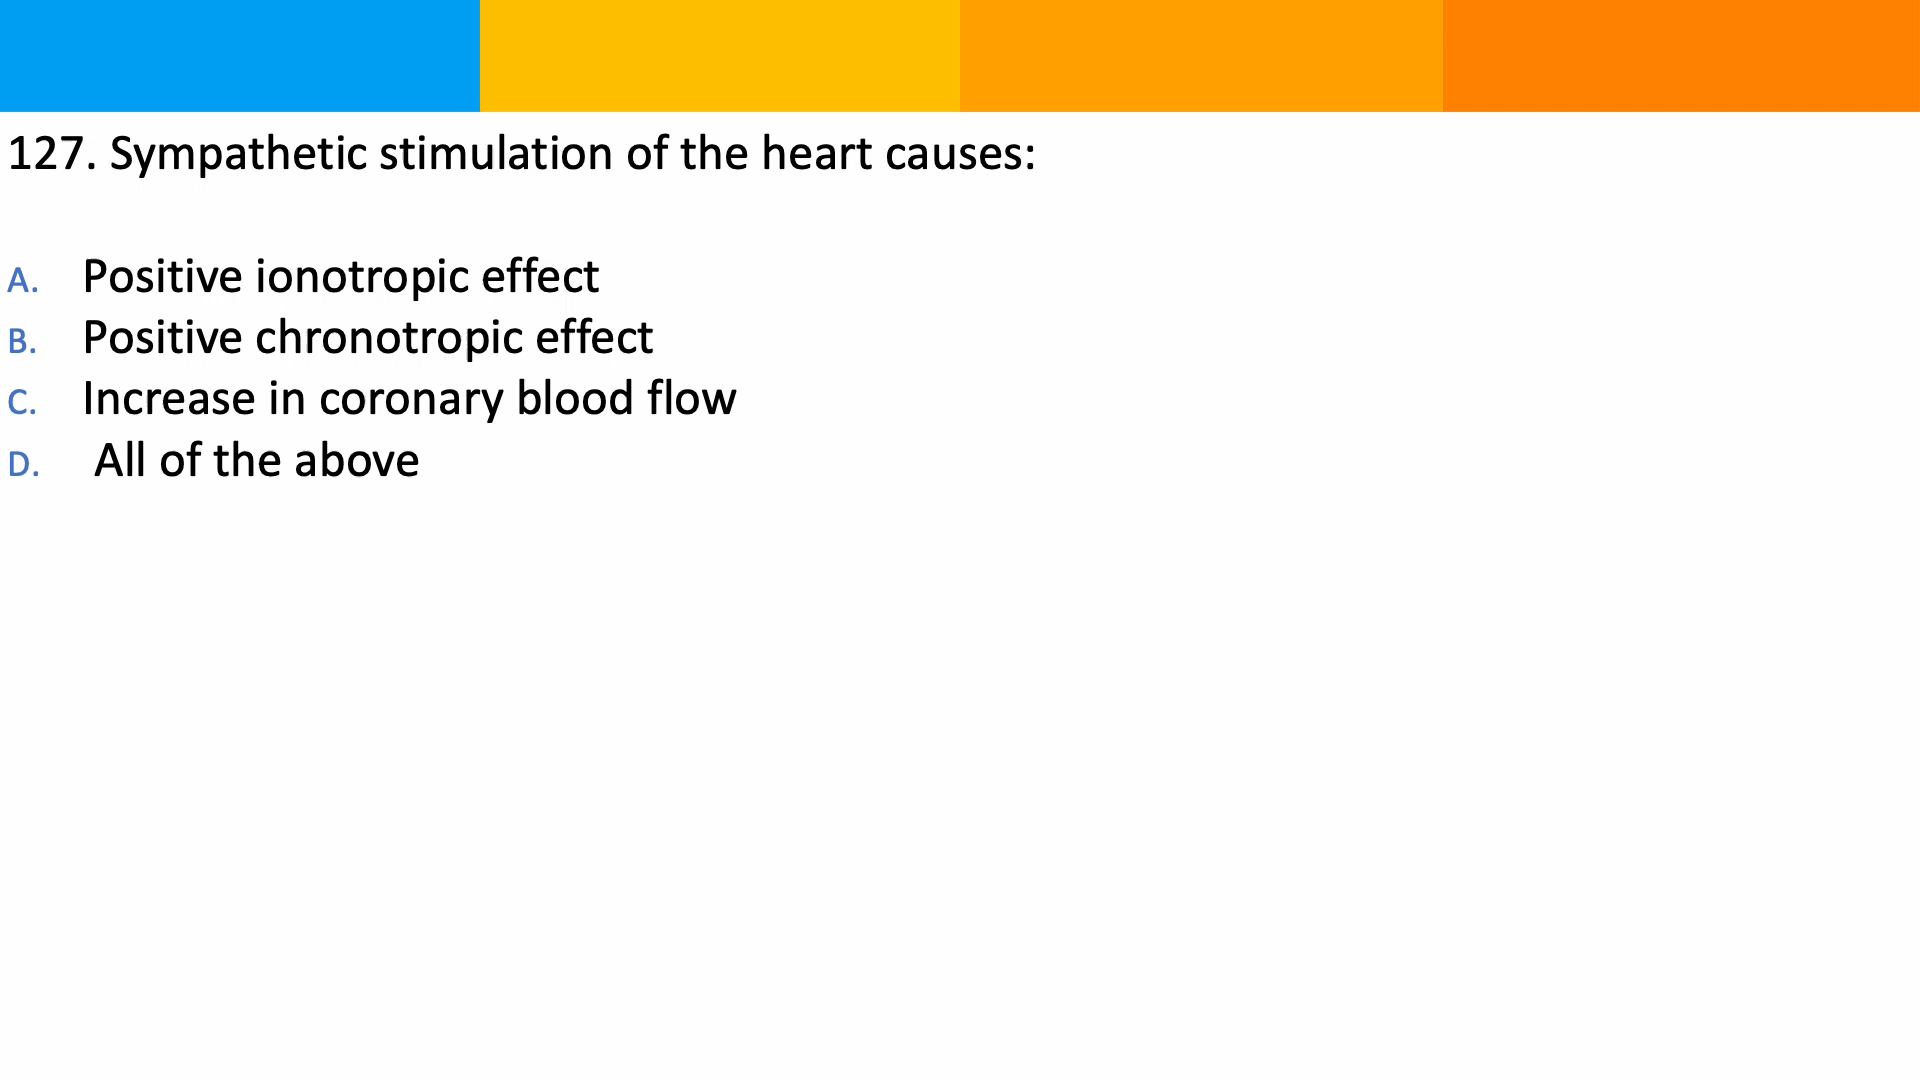 127. Sympathetic stimulation of the heart causes:
A. Positive ionotropic effect
B. Positive chronotropic effect
C. Increase in coronary blood flow
D. All of the above